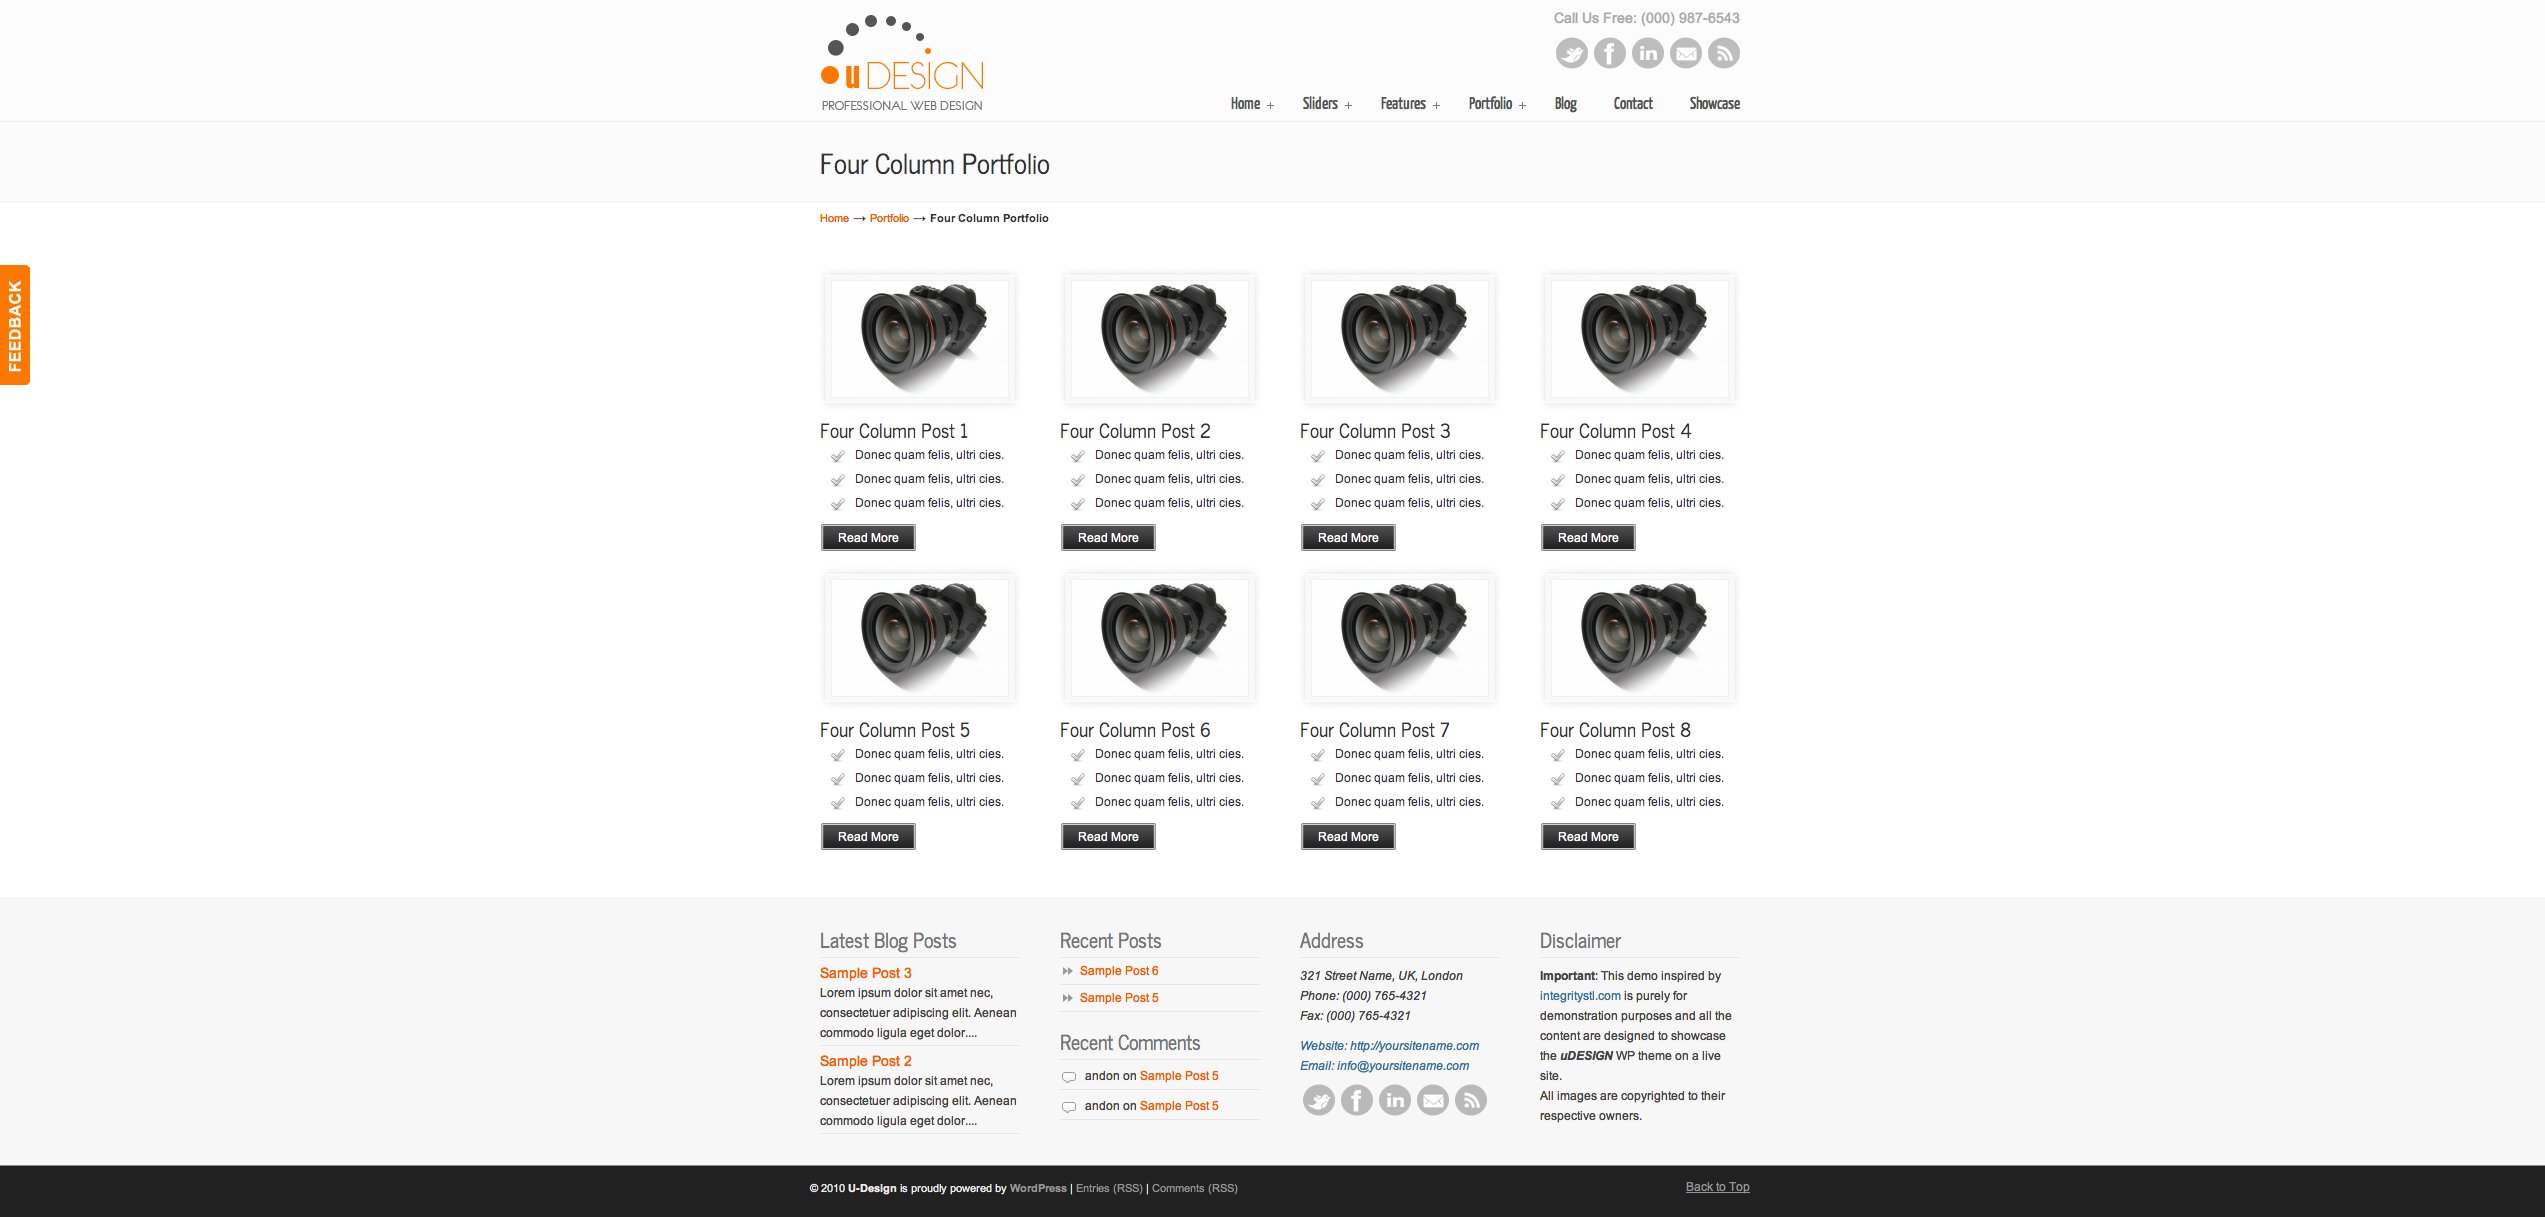 Call Us Free: (000) 987-6543
u DESIGN
PROFESSIONAL WEB DESIGN
Home + Sliders + Features + Portfolio + Blog Contact Showcase
Four Column Portfolio
Home → Portfolio → Four Column Portfolio
FEEDBACK
Four Column Post 1
Donec quam felis, ultri cies.
Donec quam felis, ultri cies.
Donec quam felis, ultri cies.
Read More
Four Column Post 2
Donec quam felis, ultri cies.
Donec quam felis, ultri cies.
Donec quam felis, ultri cies.
Read More
Four Column Post 3
Donec quam felis, ultri cies.
Donec quam felis, ultri cies.
Donec quam felis, ultri cies.
Read More
Four Column Post 4
Donec quam felis, ultri cies.
Donec quam felis, ultri cies.
Donec quam felis, ultri cies.
Read More
Four Column Post 5
Donec quam felis, ultri cies.
Donec quam felis, ultri cies.
Donec quam felis, ultri cies.
Read More
Four Column Post 6
Donec quam felis, ultri cies.
Donec quam felis, ultri cies.
Donec quam felis, ultri cies.
Read More
Four Column Post 7
Donec quam felis, ultri cies.
Donec quam felis, ultri cies.
Donec quam felis, ultri cies.
Read More
Four Column Post 8
Donec quam felis, ultri cies.
Donec quam felis, ultri cies.
Donec quam felis, ultri cies.
Read More
Latest Blog Posts
Sample Post 3
Lorem ipsum dolor sit amet nec,
consectetuer adipiscing elit. Aenean
commodo ligula eget dolor....
Sample Post 2
Lorem ipsum dolor sit amet nec,
consectetuer adipiscing elit. Aenean
commodo ligula eget dolor....
Recent Posts
Sample Post 6
Sample Post 5
Recent Comments
andon on Sample Post 5
andon on Sample Post 5
Address
321 Street Name, UK, London
Phone: (000) 765-4321
Fax: (000) 765-4321
Website: http://yoursitename.com
Email: info@yoursitename.com
Disclaimer
Important: This demo inspired by
integritystl.com is purely for
demonstration purposes and all the
content are designed to showcase
the uDESIGN WP theme on a live
site.
All images are copyrighted to their
respective owners.
© 2010 U-Design is proudly powered by WordPress | Entries (RSS) | Comments (RSS)
Back to Top